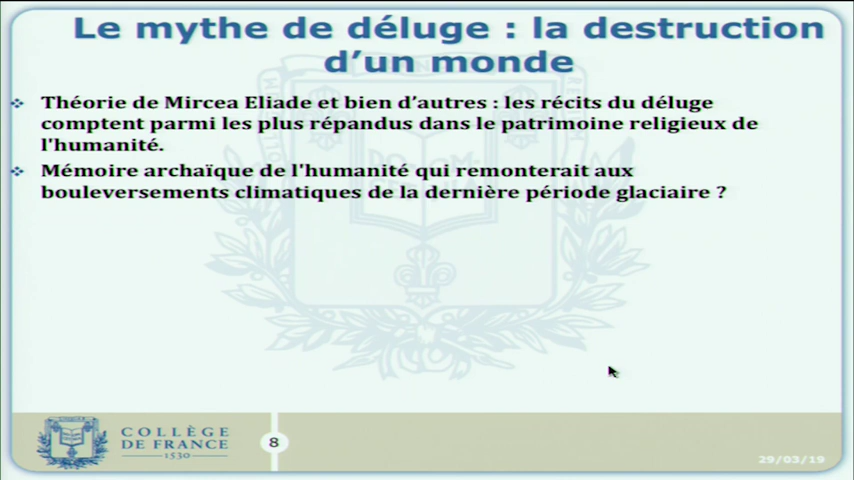 Le mythe de déluge : la destruction
d’un monde
Théorie de Mircea Eliade et bien d’autres : les récits du déluge
comptent parmi les plus répandus dans le patrimoine religieux de
l'humanité.
Mémoire archaïque de l'humanité qui remonterait aux
bouleversements climatiques de la dernière période glaciaire ?
COLLÈGE
DE FRANCE
1530
8
29/03/19